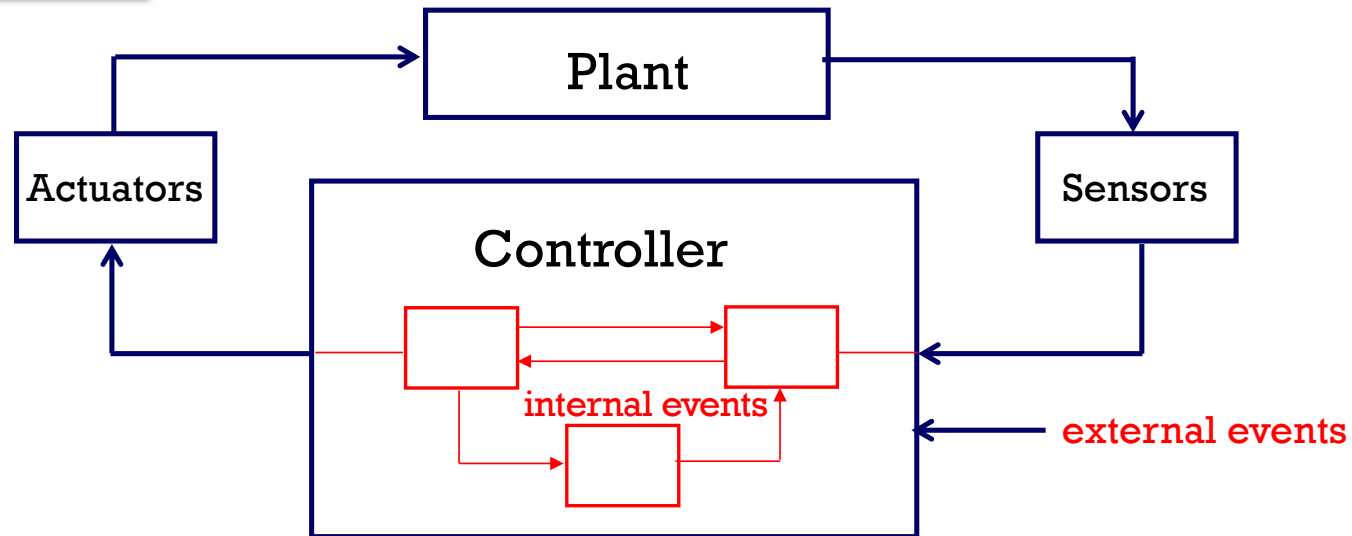 Plant
Actuators
Sensors
Controller
internal events
external events